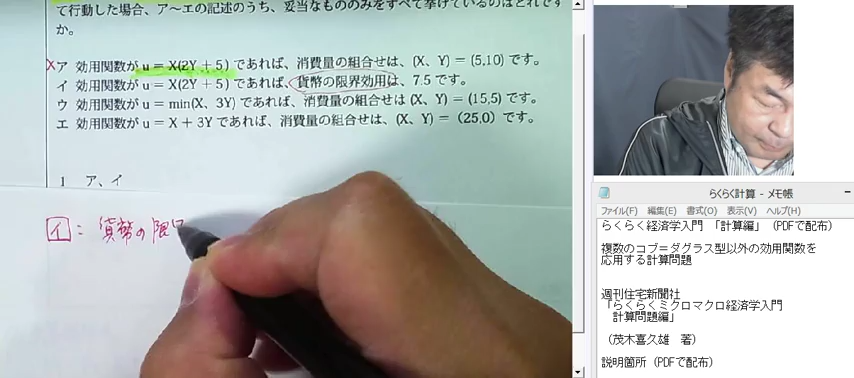 て行動した場合、ア～エの記述のうち、妥当なもののみをすべて挙げているのはどれです
か。
×ア 効用関数が u = X(2Y + 5) であれば、消費量の組合せは、(X、Y) = (5,10) です。
イ 効用関数が u = X(2Y + 5) であれば、貨幣の限界効用は、7.5 です。
ウ 効用関数が u = min(X、3Y) であれば、消費量の組合せは (X、Y) = (15,5) です。
エ 効用関数が u = X + 3Y であれば、消費量の組合せは、(X、Y) = (25,0) です。
1 ア、イ
イ：貨幣の限
らくらく計算 - メモ帳
ファイル(F) 編集(E) 書式(O) 表示(V) ヘルプ(H)
らくらく経済学入門 「計算編」（PDFで配布）
複数のコブ＝ダグラス型以外の効用関数を
応用する計算問題
週刊住宅新聞社
「らくらくミクロマクロ経済学入門
計算問題編」
（茂木喜久雄 著）
説明箇所（PDFで配布）